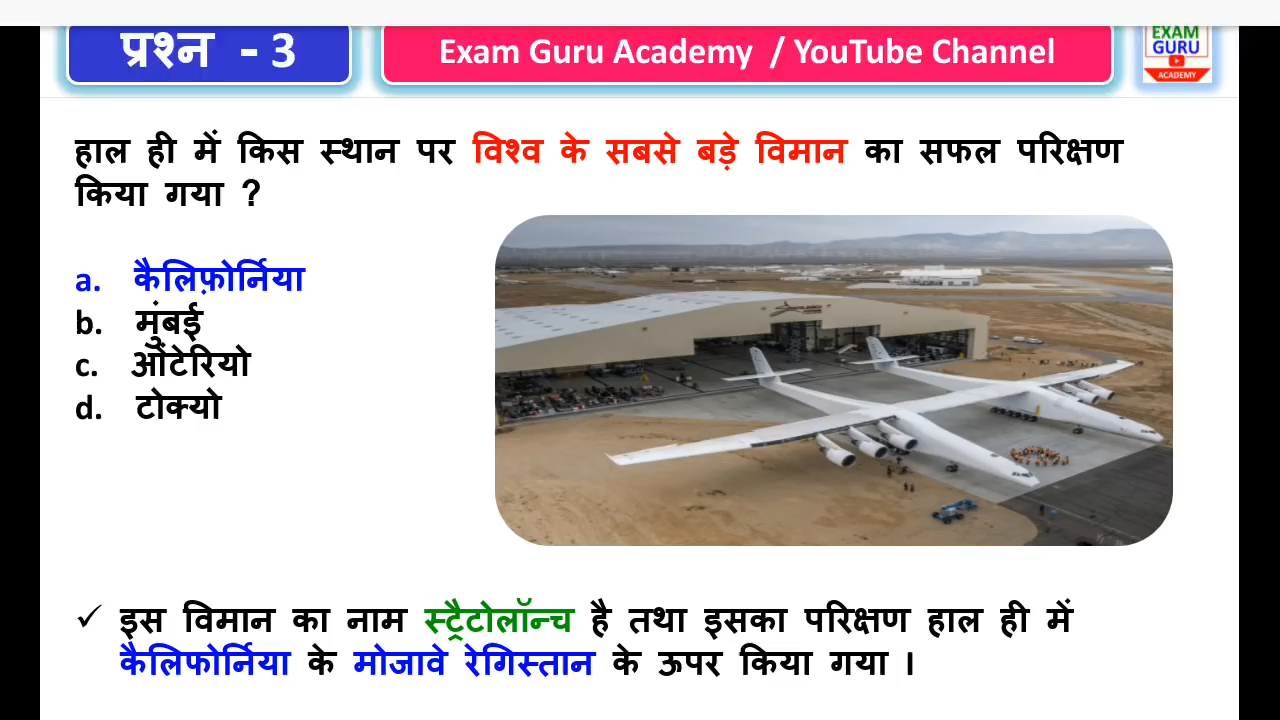 प्रश्न - 3
Exam Guru Academy / YouTube Channel
EXAM
GURU
ACADEMY
हाल ही में किस स्थान पर विश्व के सबसे बड़े विमान का सफल परिक्षण
किया गया ?
a. कैलिफ़ोर्निया
b. मुंबई
c. ओंटेरियो
d. टोक्यो
✓ इस विमान का नाम स्ट्रैटोलॉन्च है तथा इसका परिक्षण हाल ही में
कैलिफोर्निया के मोजावे रेगिस्तान के ऊपर किया गया ।